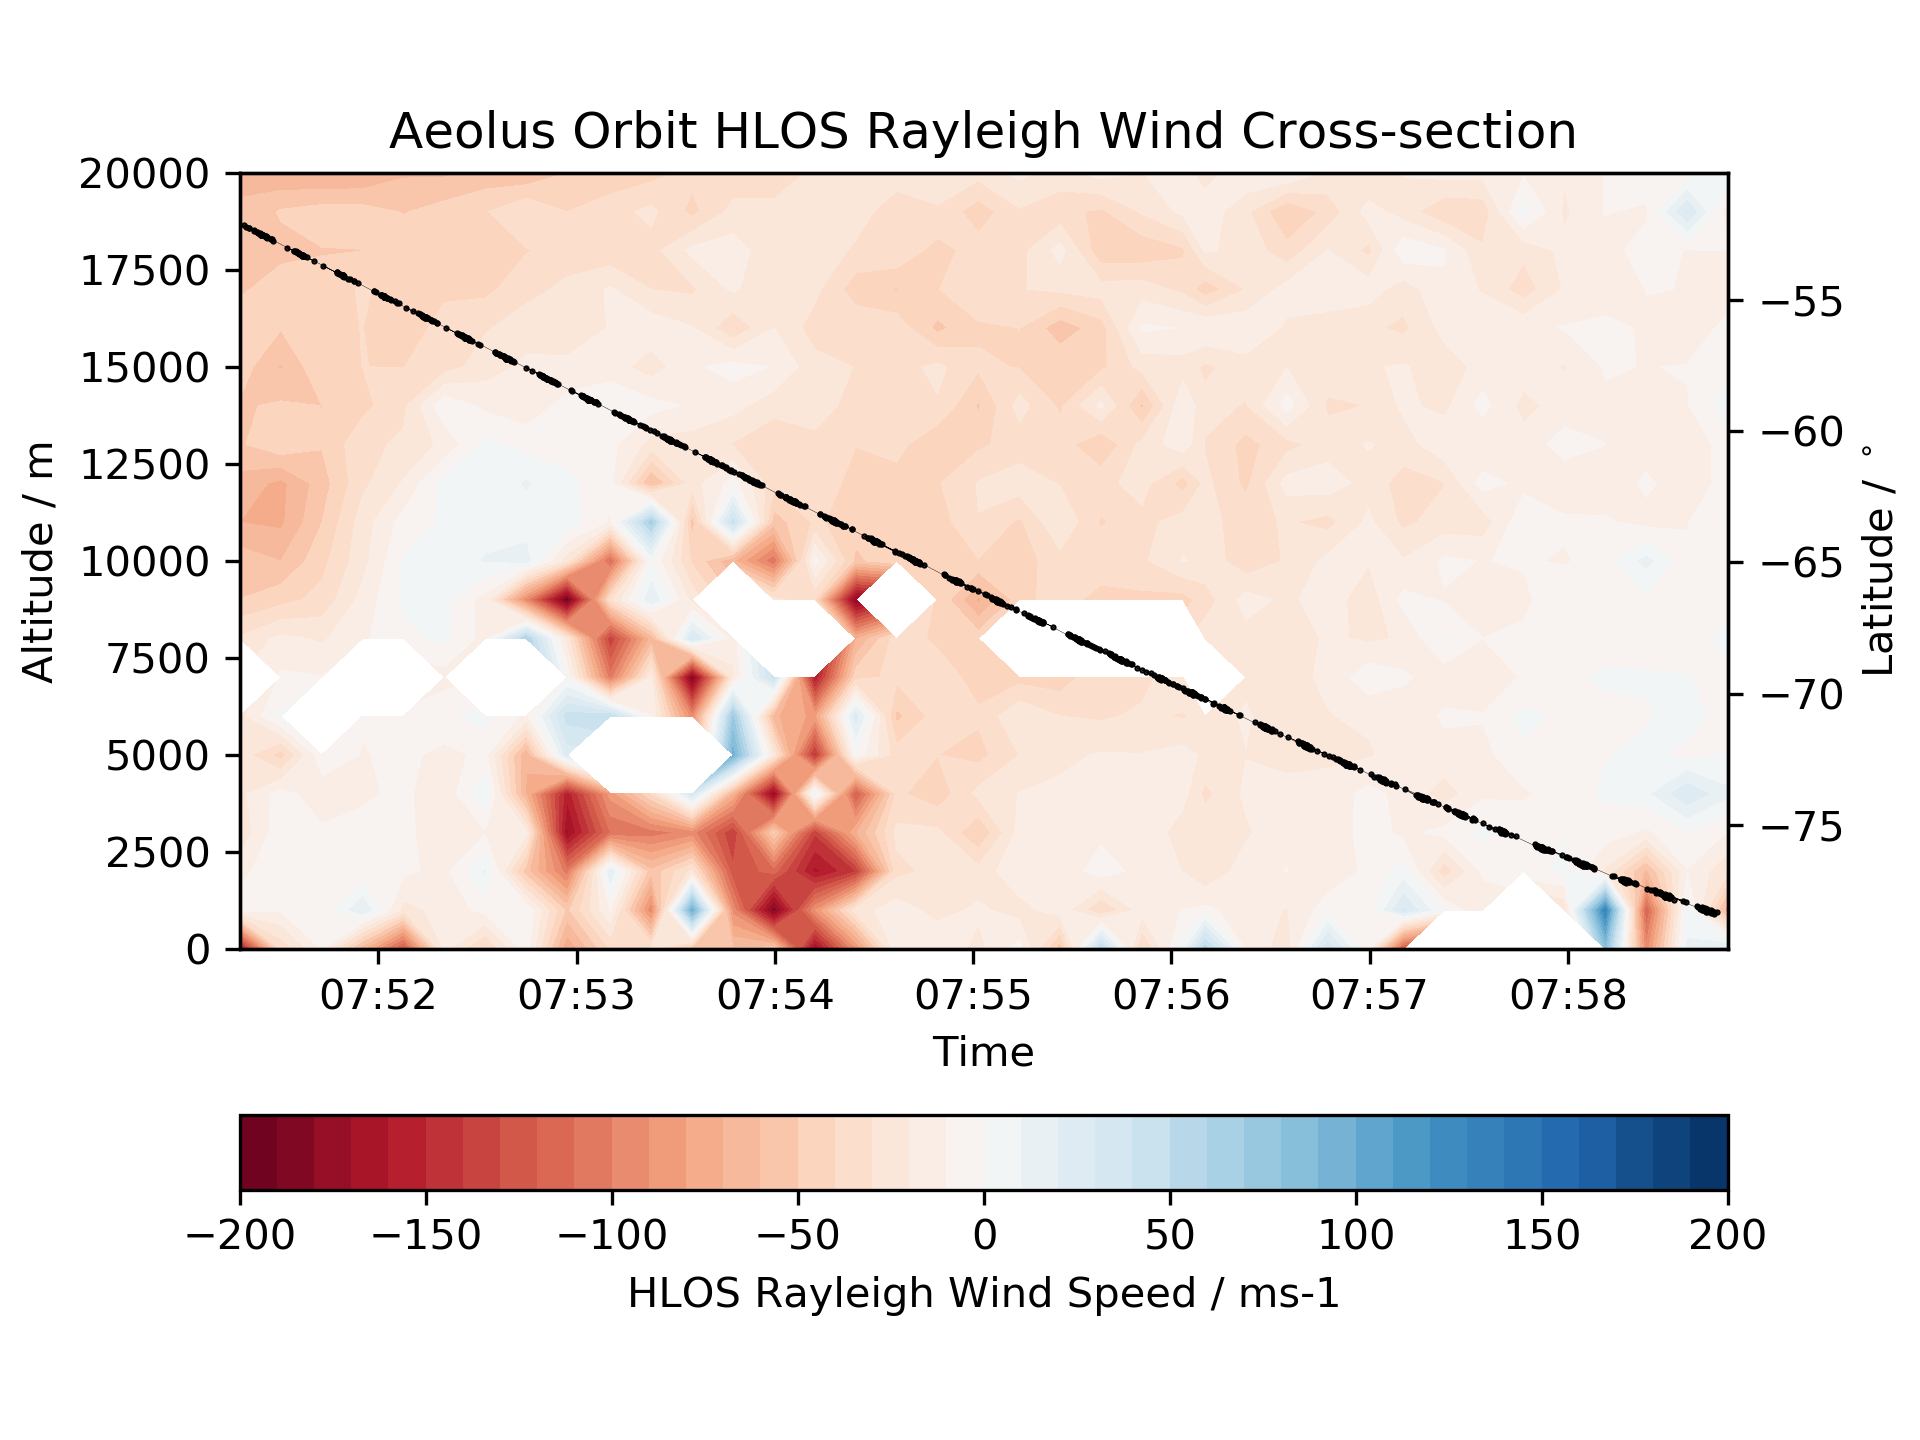 Aeolus Orbit HLOS Rayleigh Wind Cross-section
20000
17500
15000
12500
10000
7500
5000
2500
0
Altitude / m
−55
−60
−65
−70
−75
Latitude / °
07:52 07:53 07:54 07:55 07:56 07:57 07:58
Time
−200 −150 −100 −50 0 50 100 150 200
HLOS Rayleigh Wind Speed / ms-1